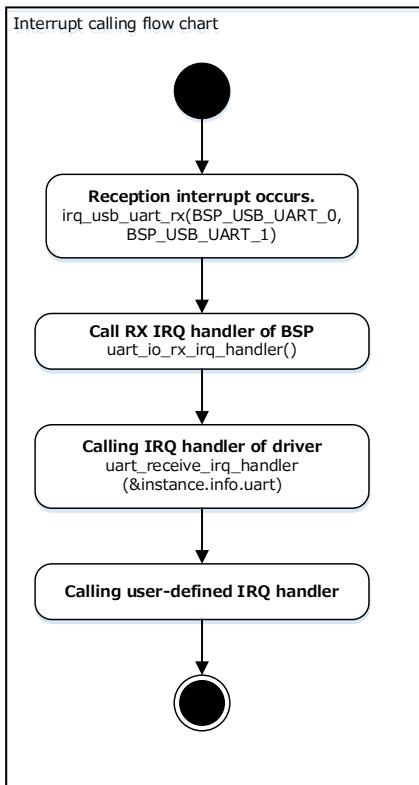 Interrupt calling flow chart
Reception interrupt occurs.
irq_usb_uart_rx(BSP_USB_UART_0,
BSP_USB_UART_1)
Call RX IRQ handler of BSP
uart_io_rx_irq_handler()
Calling IRQ handler of driver
uart_receive_irq_handler
(&instance.info.uart)
Calling user-defined IRQ handler